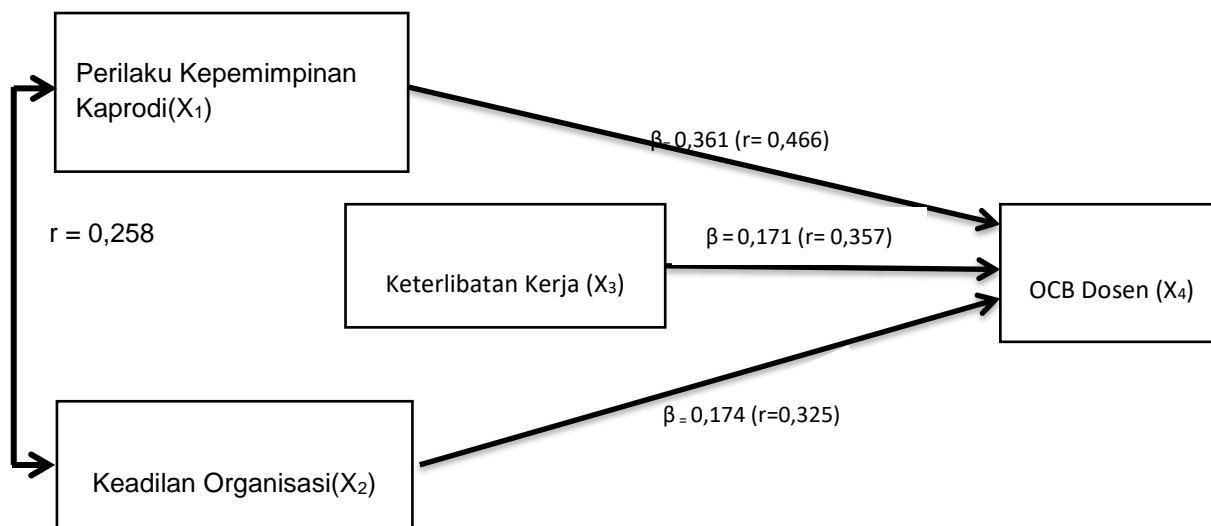 Perilaku Kepemimpinan
Kaprodi(X₁)
β= 0,361 (r= 0,466)
r = 0,258
β = 0,171 (r= 0,357)
Keterlibatan Kerja (X₃)
OCB Dosen (X₄)
β = 0,174 (r=0,325)
Keadilan Organisasi(X₂)